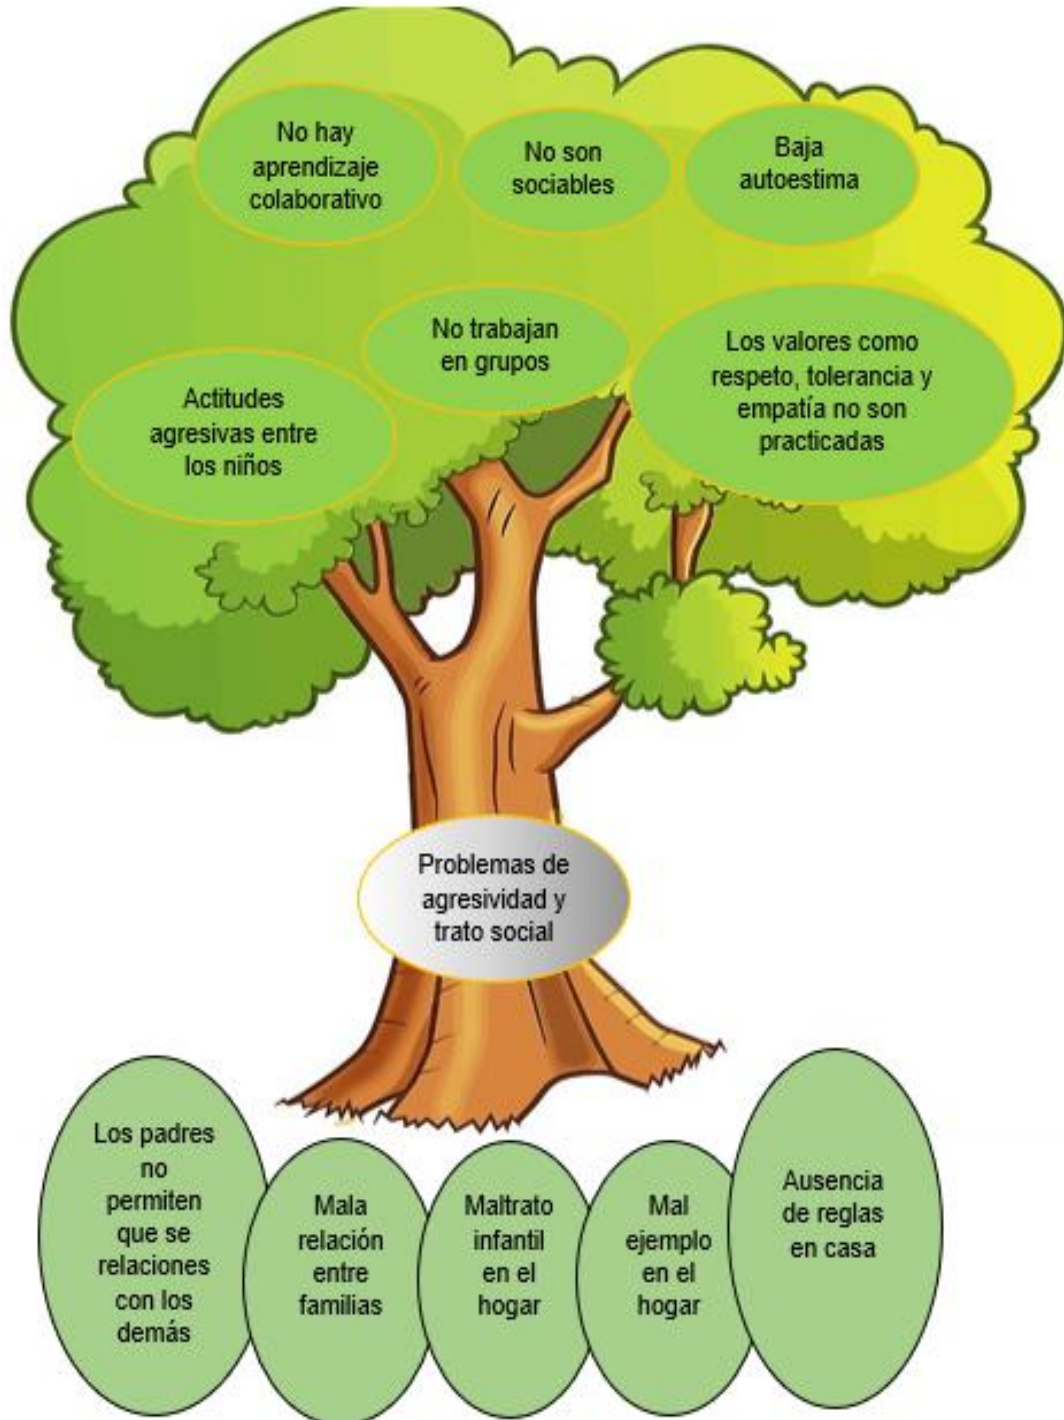 No hay
aprendizaje
colaborativo
No son
sociables
Baja
autoestima
No trabajan
en grupos
Los valores como
respeto, tolerancia y
empatía no son
practicadas
Actitudes
agresivas entre
los niños
Problemas de
agresividad y
trato social
Los padres
no
permiten
que se
relaciones
con los
demás
Mala
relación
entre
familias
Maltrato
infantil
en el
hogar
Mal
ejemplo
en el
hogar
Ausencia
de reglas
en casa